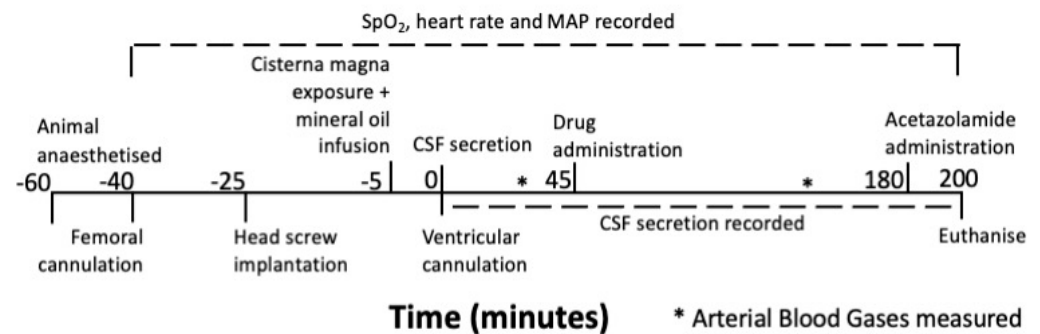 SpO₂, heart rate and MAP recorded
Cisterna magna
exposure +
mineral oil
infusion
Animal
anaesthetised
CSF secretion
Drug
administration
Acetazolamide
administration
-60 -40 -25 -5 0 * 45 * 180 200
CSF secretion recorded
Femoral
cannulation
Head screw
implantation
Ventricular
cannulation
Euthanise
Time (minutes)
* Arterial Blood Gases measured